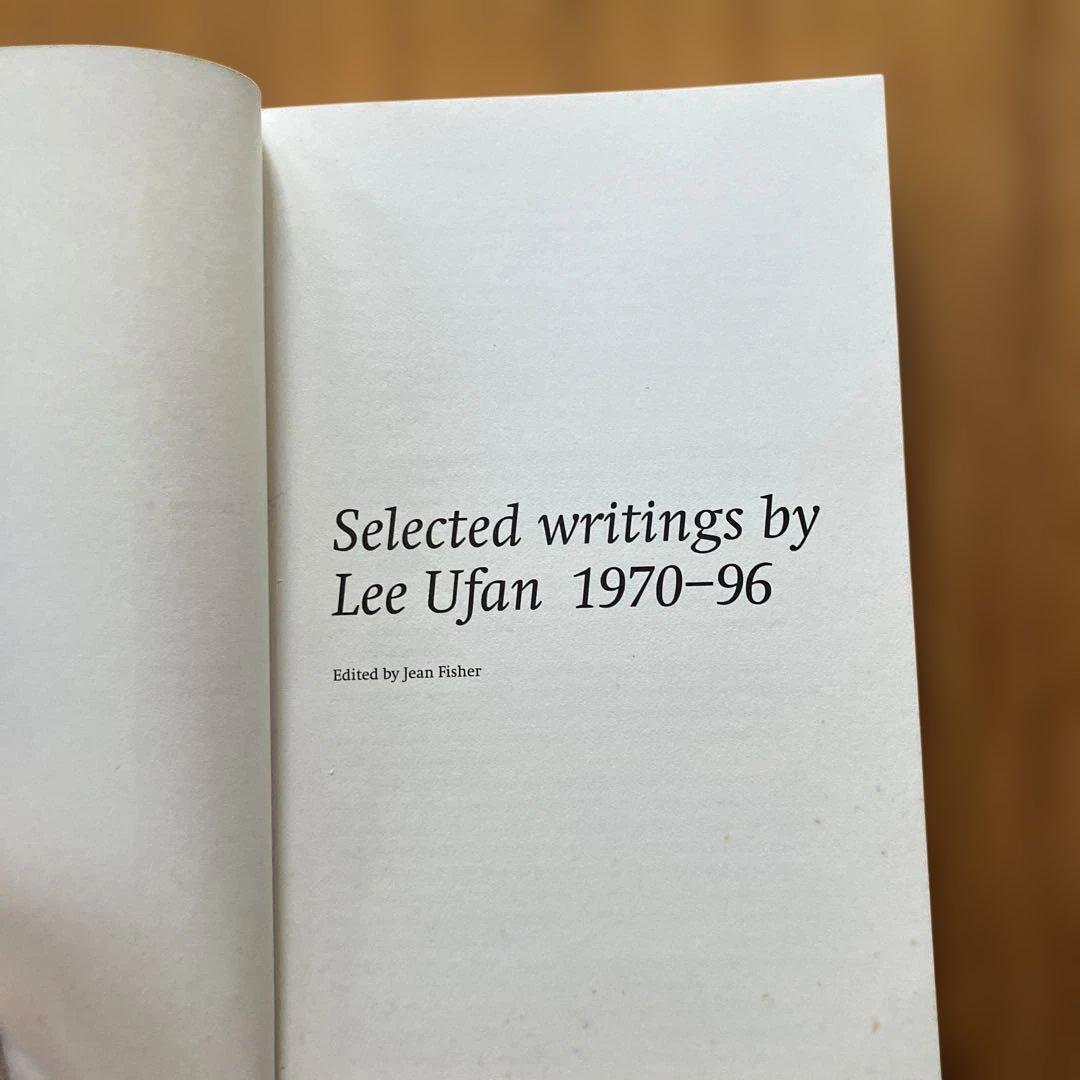 Selected writings by
Lee Ufan 1970–96
Edited by Jean Fisher